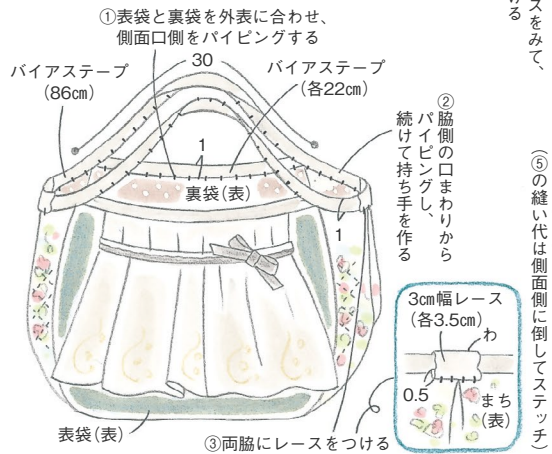 スをみて、
ける
(⑤の縫い代は側面側に倒してステッチ)
①表袋と裏袋を外表に合わせ、
側面口側をパイピングする
バイアステープ
(86㎝)
30
バイアステープ
(各22㎝)
1
裏袋(表)
②脇側の口まわりから
パイピングし、
続けて持ち手を作る
1
3㎝幅レース
(各3.5㎝)
わ
0.5
まち
(表)
表袋(表)
③両脇にレースをつける